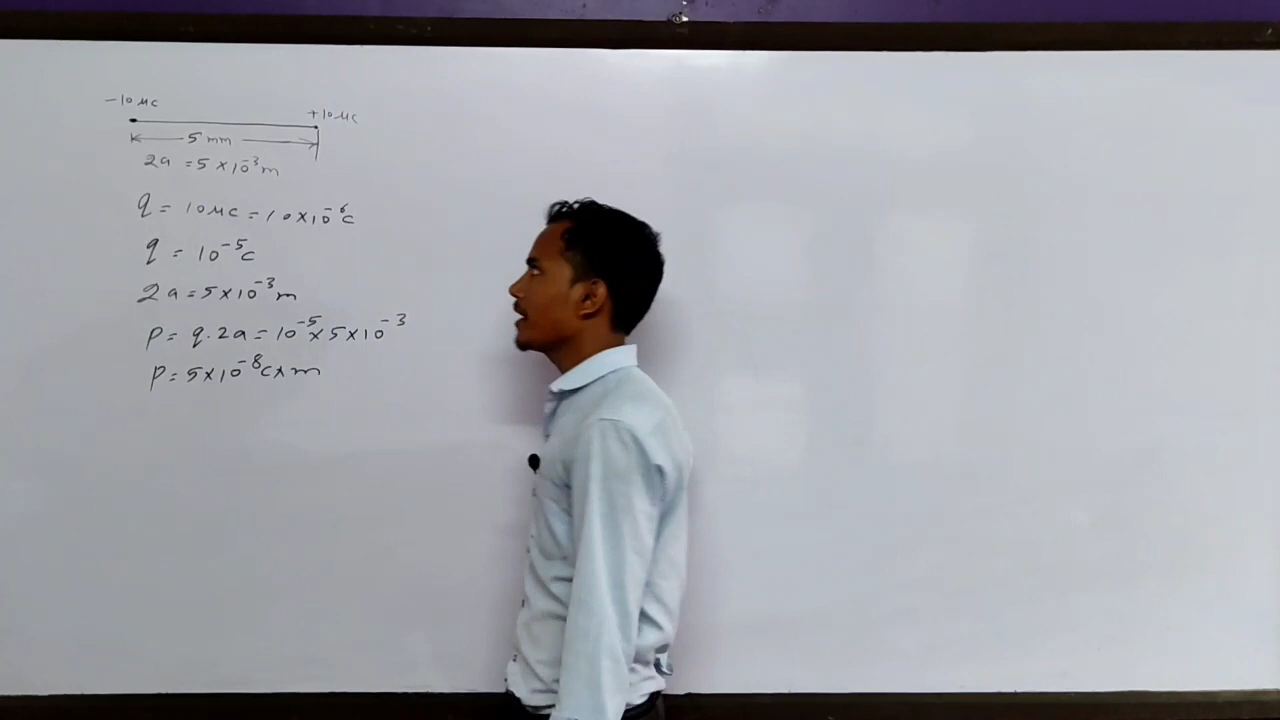 -10 μc
+10 μc
5 mm
2a = 5 × 10⁻³ m
q = 10 μc = 10 × 10⁻⁶ c
q = 10⁻⁵ c
2a = 5 × 10⁻³ m
P = q · 2a = 10⁻⁵ × 5 × 10⁻³
P = 5 × 10⁻⁸ c × m